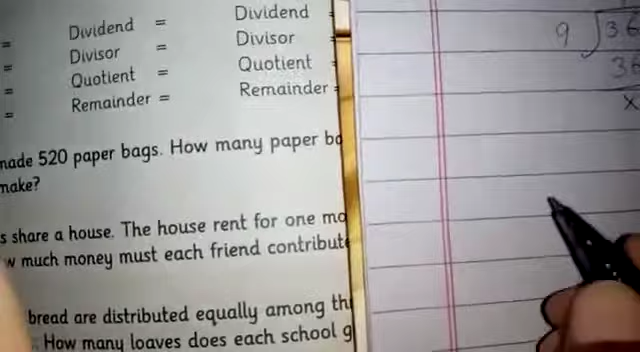 = Dividend = Dividend =
= Divisor = Divisor =
= Quotient = Quotient =
= Remainder = Remainder =
made 520 paper bags. How many paper
make?
s share a house. The house rent for one
w much money must each friend contribute
bread are distributed equally among
How many loaves does each school
9 36
36
x